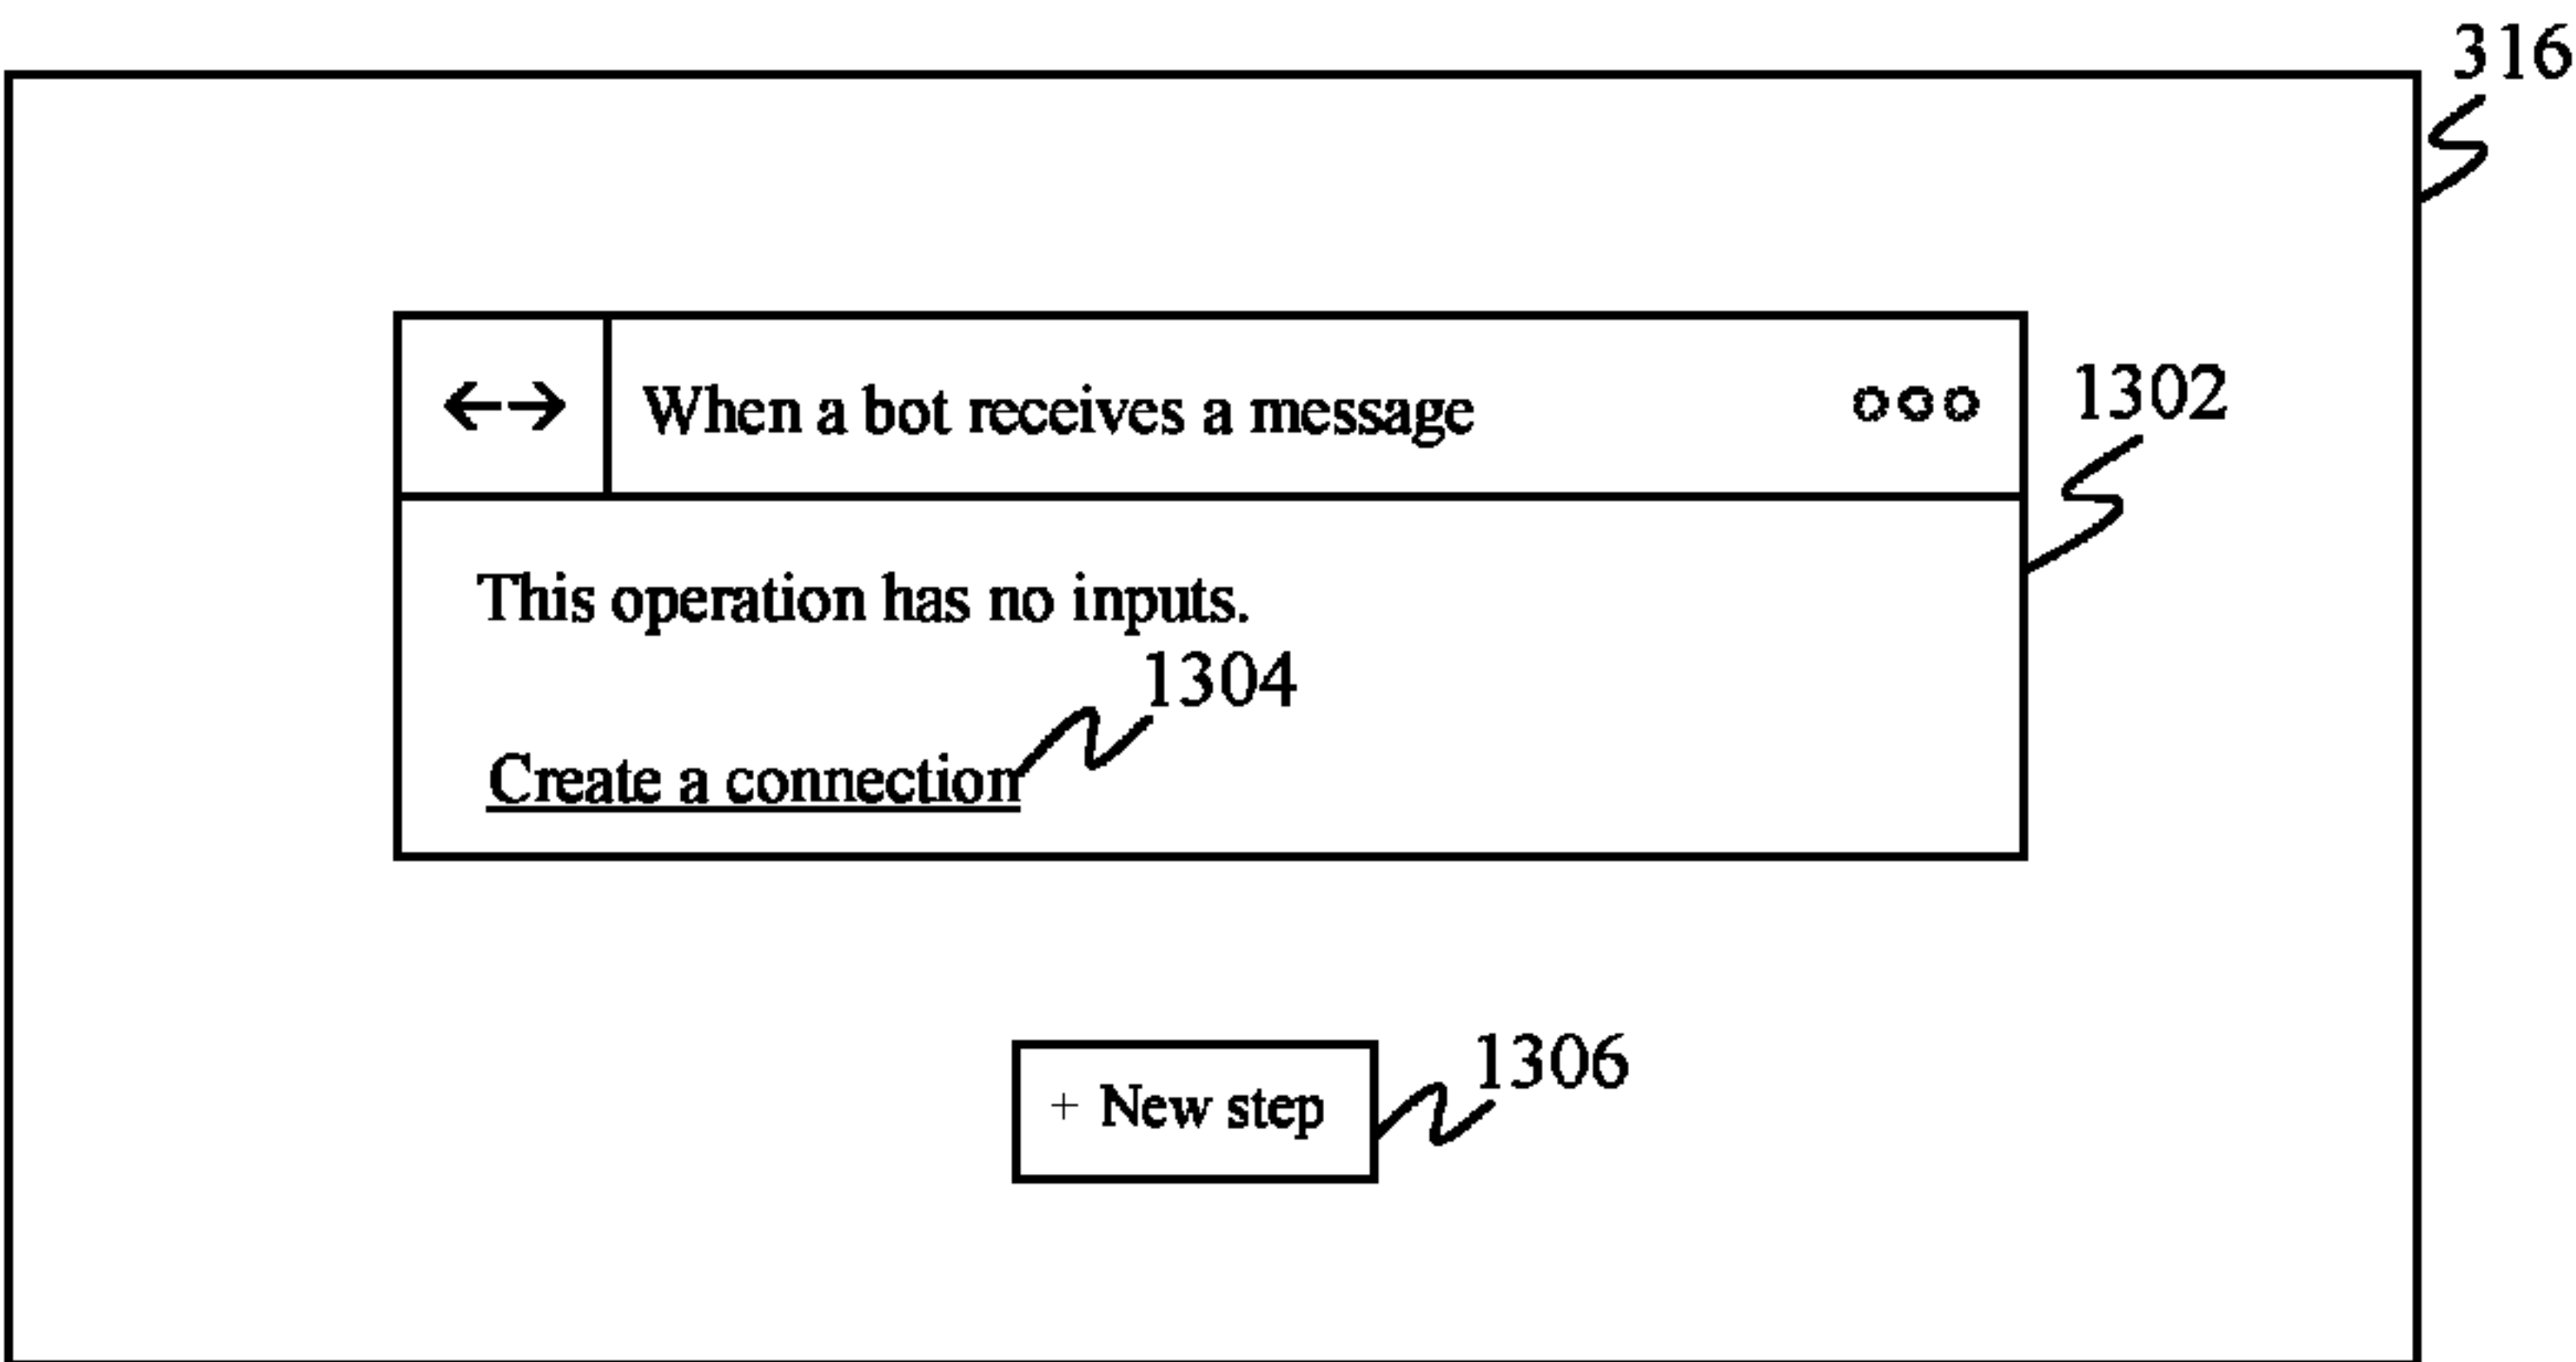 316
When a bot receives a message
1302
This operation has no inputs.
1304
Create a connection
1306
+ New step